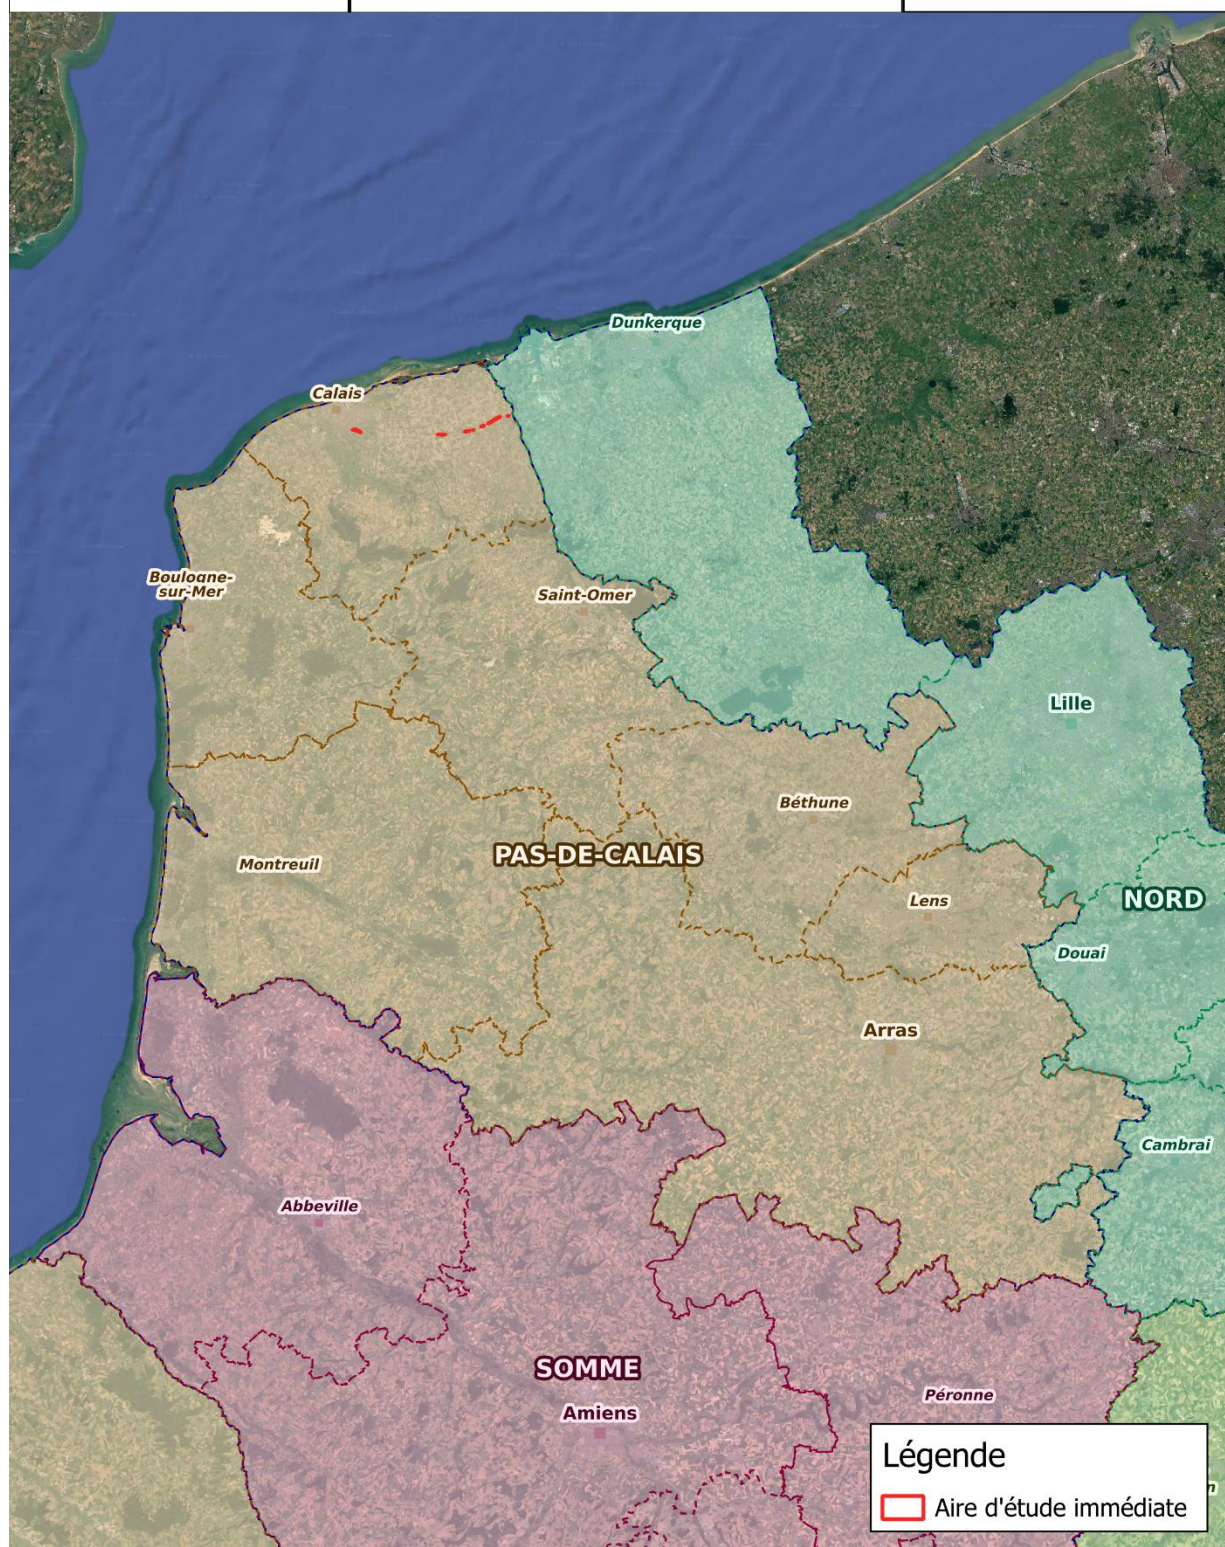 Dunkerque
Calais
Boulogne-
sur-Mer
Saint-Omer
Lille
Béthune
PAS-DE-CALAIS
Montreuil
Lens
NORD
Douai
Arras
Cambrai
Abbeville
SOMME
Amiens
Péronne
Légende
Aire d'étude immédiate